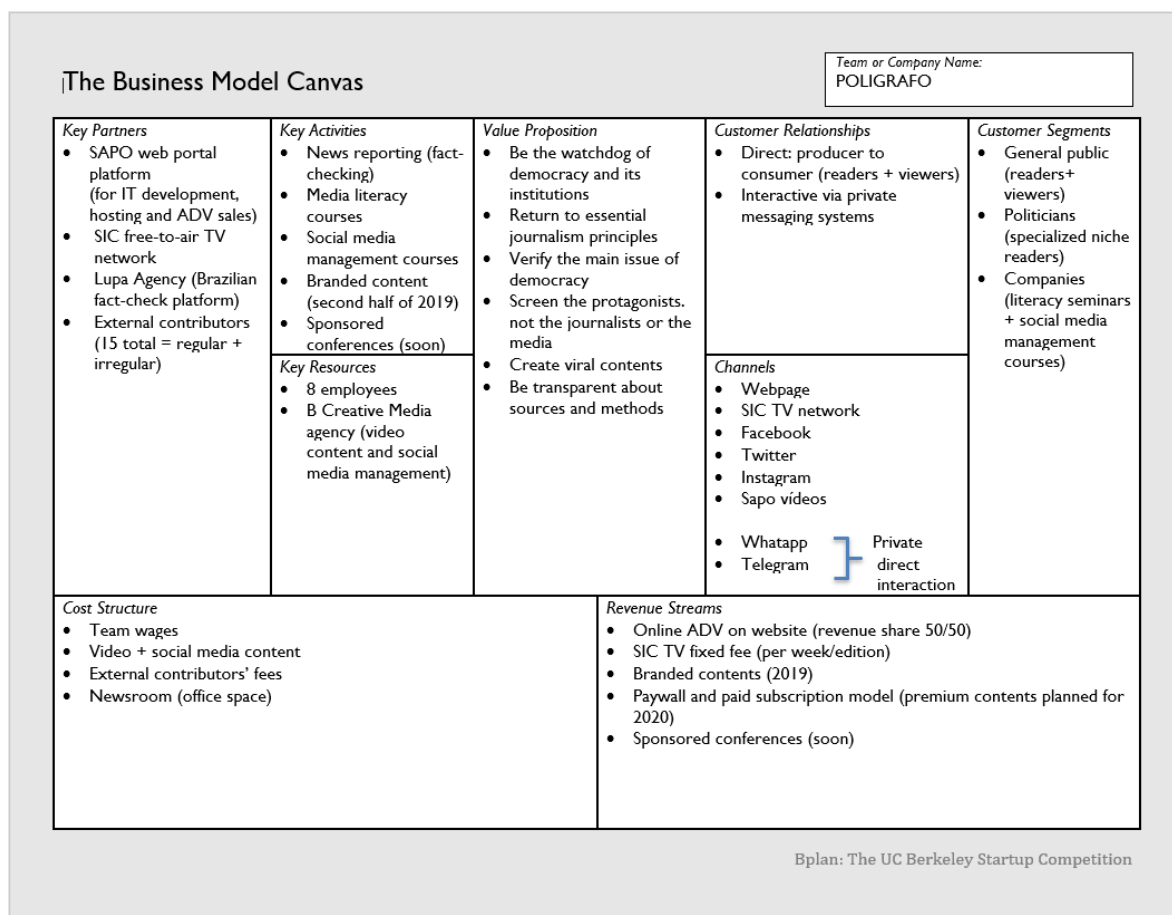 The Business Model Canvas
Team or Company Name:
POLIGRAFO
Key Partners
• SAPO web portal
platform
(for IT development,
hosting and ADV sales)
• SIC free-to-air TV
network
• Lupa Agency (Brazilian
fact-check platform)
• External contributors
(15 total = regular +
irregular)
Key Activities
• News reporting (fact-
checking)
• Media literacy
courses
• Social media
management courses
• Branded content
(second half of 2019)
• Sponsored
conferences (soon)
Key Resources
• 8 employees
• B Creative Media
agency (video
content and social
media management)
Value Proposition
• Be the watchdog of
democracy and its
institutions
• Return to essential
journalism principles
• Verify the main issue of
democracy
• Screen the protagonists.
not the journalists or the
media
• Create viral contents
• Be transparent about
sources and methods
Customer Relationships
• Direct: producer to
consumer (readers + viewers)
• Interactive via private
messaging systems
Channels
• Webpage
• SIC TV network
• Facebook
• Twitter
• Instagram
• Sapo vídeos
• Whatapp
• Telegram
Private
direct
interaction
Customer Segments
• General public
(readers+
viewers)
• Politicians
(specialized niche
readers)
• Companies
(literacy seminars
+ social media
management
courses)
Cost Structure
• Team wages
• Video + social media content
• External contributors' fees
• Newsroom (office space)
Revenue Streams
• Online ADV on website (revenue share 50/50)
• SIC TV fixed fee (per week/edition)
• Branded contents (2019)
• Paywall and paid subscription model (premium contents planned for
2020)
• Sponsored conferences (soon)
Bplan: The UC Berkeley Startup Competition